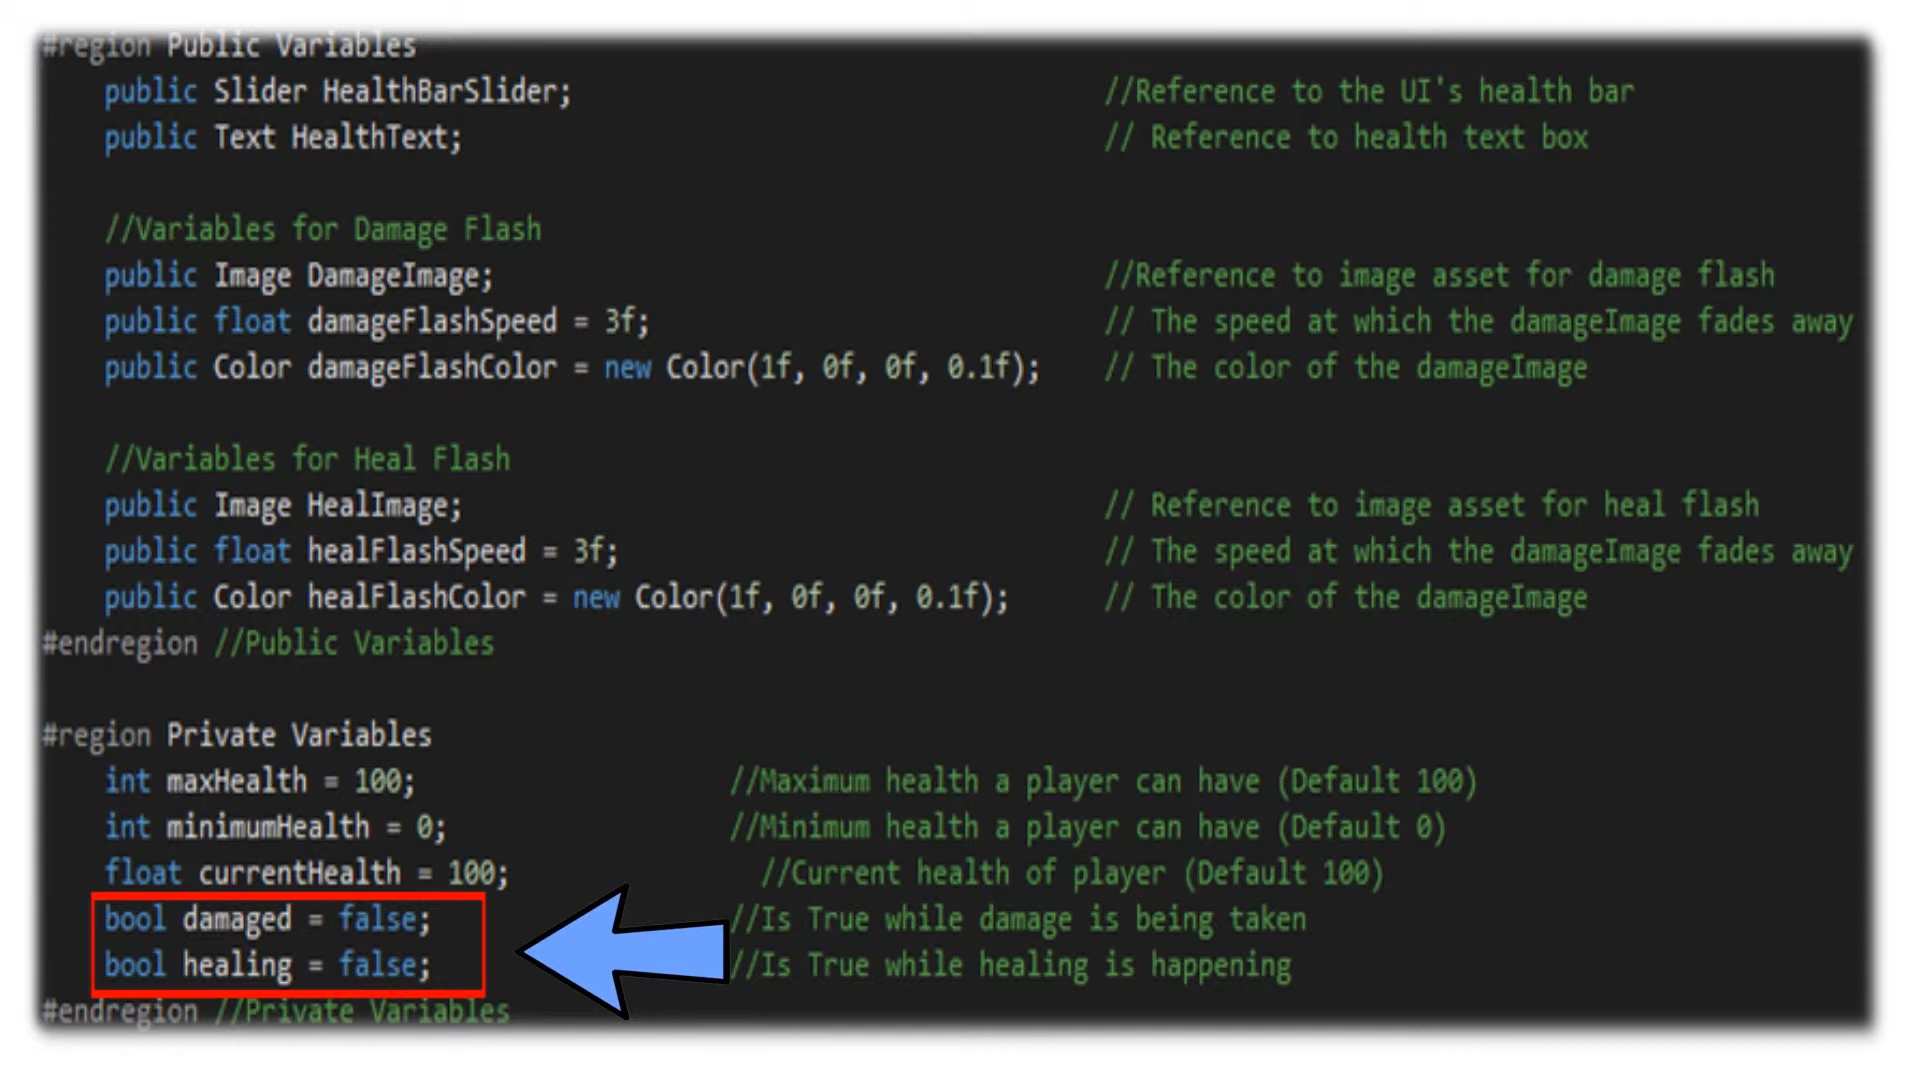 #region Public Variables
public Slider HealthBarSlider; //Reference to the UI's health bar
public Text HealthText; // Reference to health text box
//Variables for Damage Flash
public Image DamageImage; //Reference to image asset for damage flash
public float damageFlashSpeed = 3f; // The speed at which the damageImage fades away
public Color damageFlashColor = new Color(1f, 0f, 0f, 0.1f); // The color of the damageImage
//Variables for Heal Flash
public Image HealImage; // Reference to image asset for heal flash
public float healFlashSpeed = 3f; // The speed at which the damageImage fades away
public Color healFlashColor = new Color(1f, 0f, 0f, 0.1f); // The color of the damageImage
#endregion //Public Variables
#region Private Variables
int maxHealth = 100; //Maximum health a player can have (Default 100)
int minimumHealth = 0; //Minimum health a player can have (Default 0)
float currentHealth = 100; //Current health of player (Default 100)
bool damaged = false; //Is True while damage is being taken
bool healing = false; //Is True while healing is happening
#endregion //Private Variables